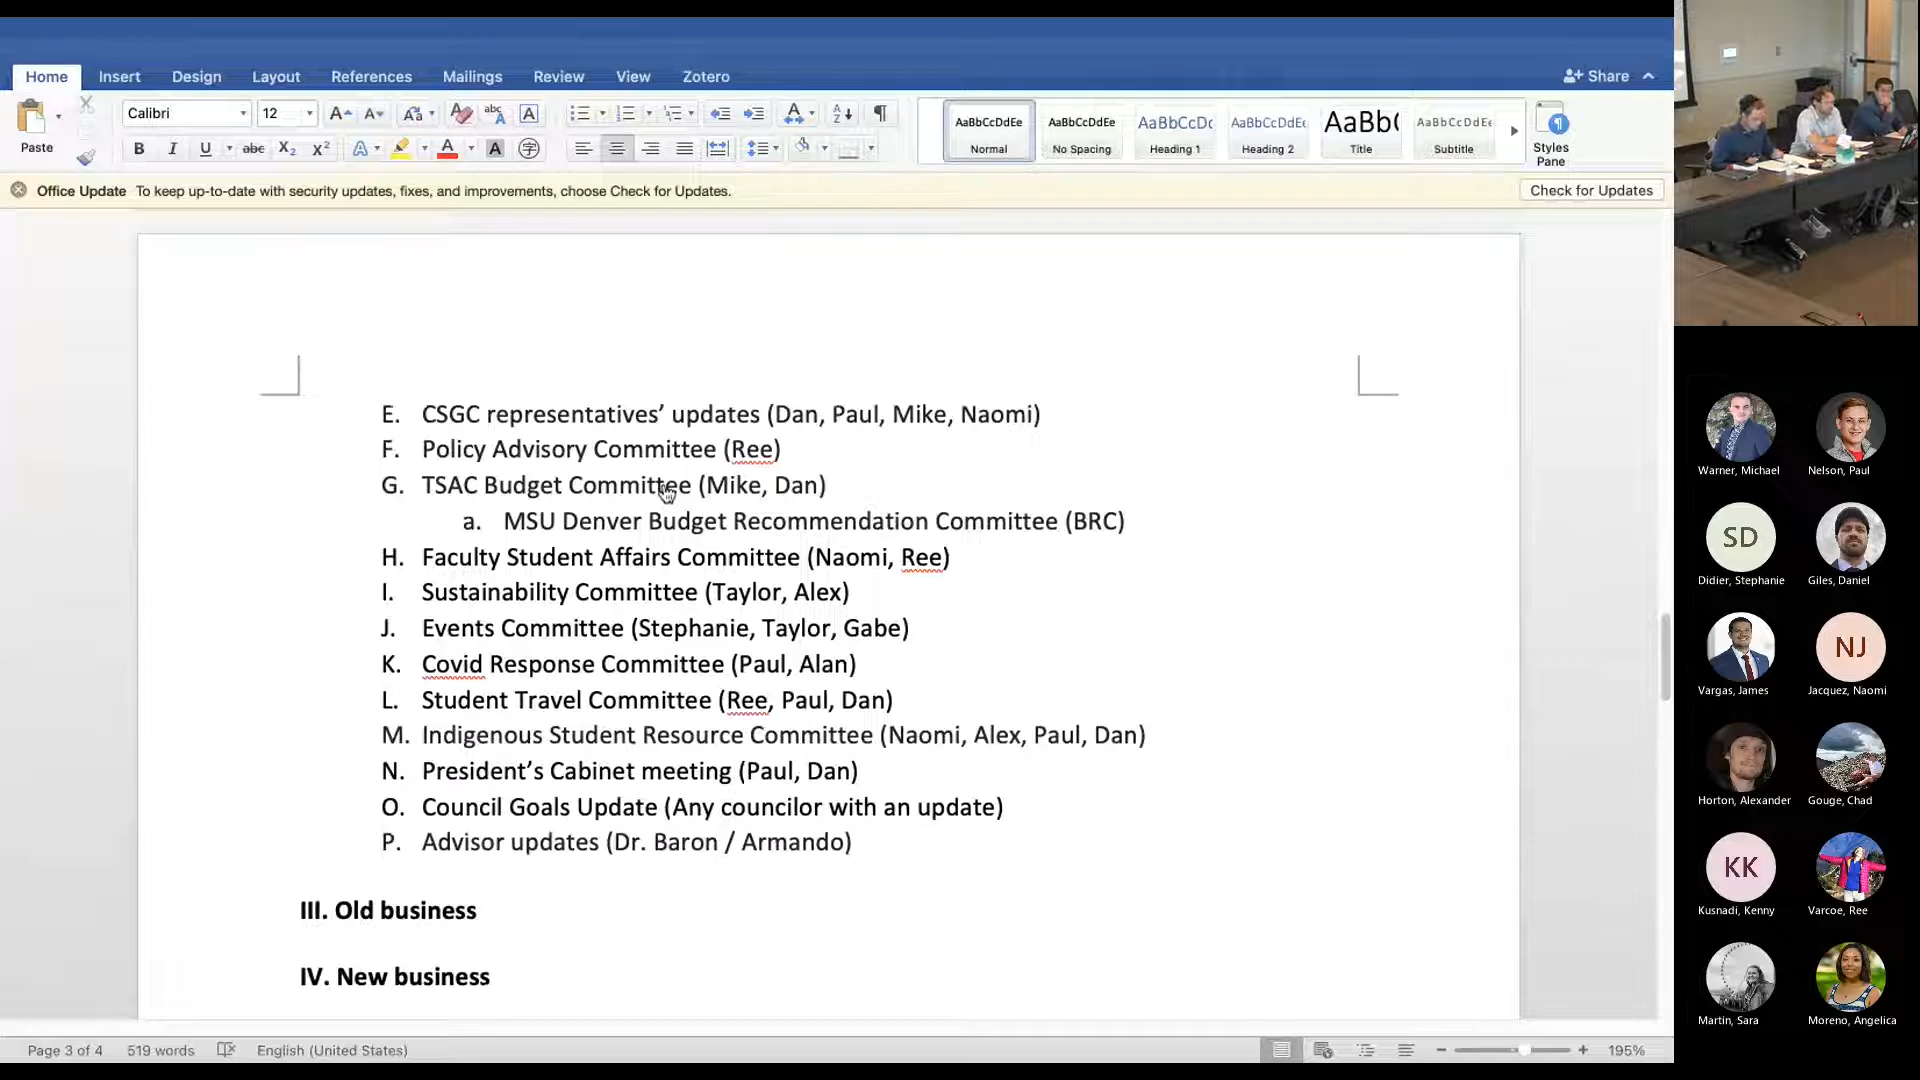 Home Insert Design Layout References Mailings Review View Zotero Share
Calibri 12
AaBbCcDdEe AaBbCcDdEe AaBbCcDc AaBbCcDdEe AaBb( AaBbCcDdEe
Paste B I U abc X₂ X² A Normal No Spacing Heading 1 Heading 2 Title Subtitle Styles Pane
Office Update To keep up-to-date with security updates, fixes, and improvements, choose Check for Updates. Check for Updates
E. CSGC representatives’ updates (Dan, Paul, Mike, Naomi)
F. Policy Advisory Committee (Ree)
G. TSAC Budget Committee (Mike, Dan)
a. MSU Denver Budget Recommendation Committee (BRC)
H. Faculty Student Affairs Committee (Naomi, Ree)
I. Sustainability Committee (Taylor, Alex)
J. Events Committee (Stephanie, Taylor, Gabe)
K. Covid Response Committee (Paul, Alan)
L. Student Travel Committee (Ree, Paul, Dan)
M. Indigenous Student Resource Committee (Naomi, Alex, Paul, Dan)
N. President’s Cabinet meeting (Paul, Dan)
O. Council Goals Update (Any councilor with an update)
P. Advisor updates (Dr. Baron / Armando)
III. Old business
IV. New business
Page 3 of 4 519 words English (United States) 195%
Warner, Michael Nelson, Paul
SD
Didier, Stephanie Giles, Daniel
NJ
Vargas, James Jacquez, Naomi
Horton, Alexander Gouge, Chad
KK
Kusnadi, Kenny Varcoe, Ree
Martin, Sara Moreno, Angelica